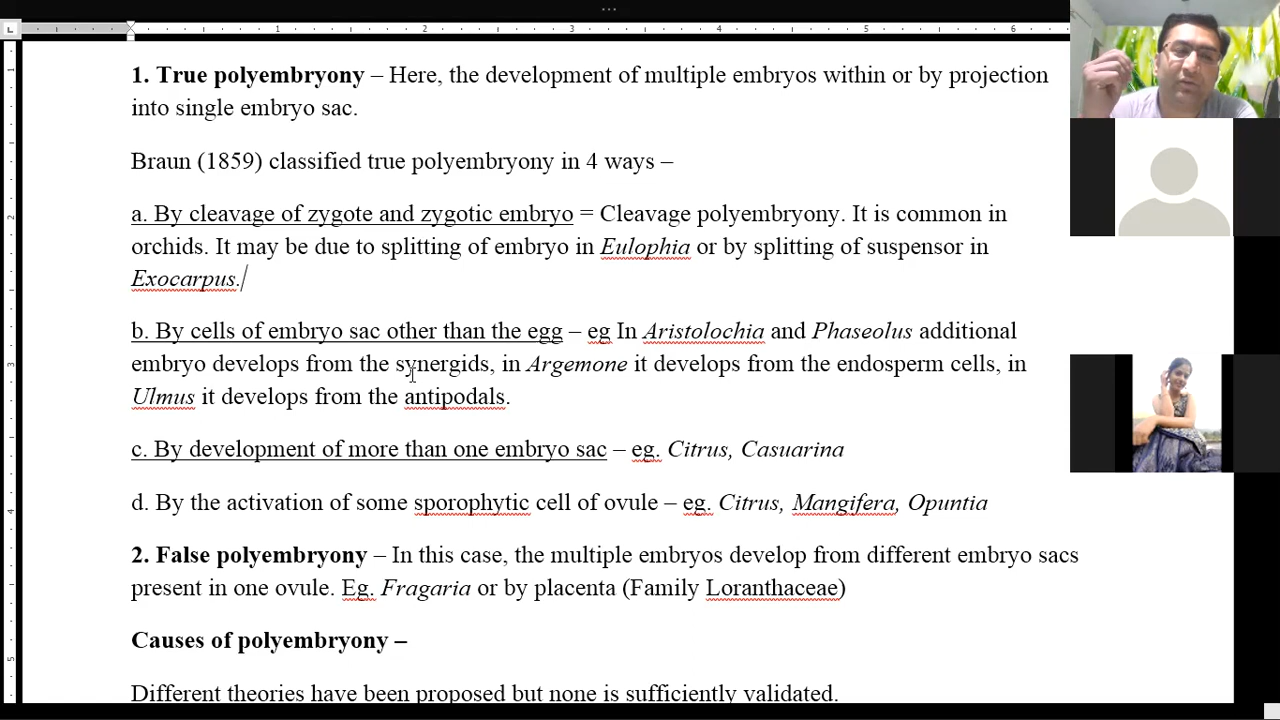 1. True polyembryony – Here, the development of multiple embryos within or by projection
into single embryo sac.
Braun (1859) classified true polyembryony in 4 ways –
a. By cleavage of zygote and zygotic embryo = Cleavage polyembryony. It is common in
orchids. It may be due to splitting of embryo in Eulophia or by splitting of suspensor in
Exocarpus.
b. By cells of embryo sac other than the egg – eg In Aristolochia and Phaseolus additional
embryo develops from the synergids, in Argemone it develops from the endosperm cells, in
Ulmus it develops from the antipodals.
c. By development of more than one embryo sac – eg. Citrus, Casuarina
d. By the activation of some sporophytic cell of ovule – eg. Citrus, Mangifera, Opuntia
2. False polyembryony – In this case, the multiple embryos develop from different embryo sacs
present in one ovule. Eg. Fragaria or by placenta (Family Loranthaceae)
Causes of polyembryony –
Different theories have been proposed but none is sufficiently validated.